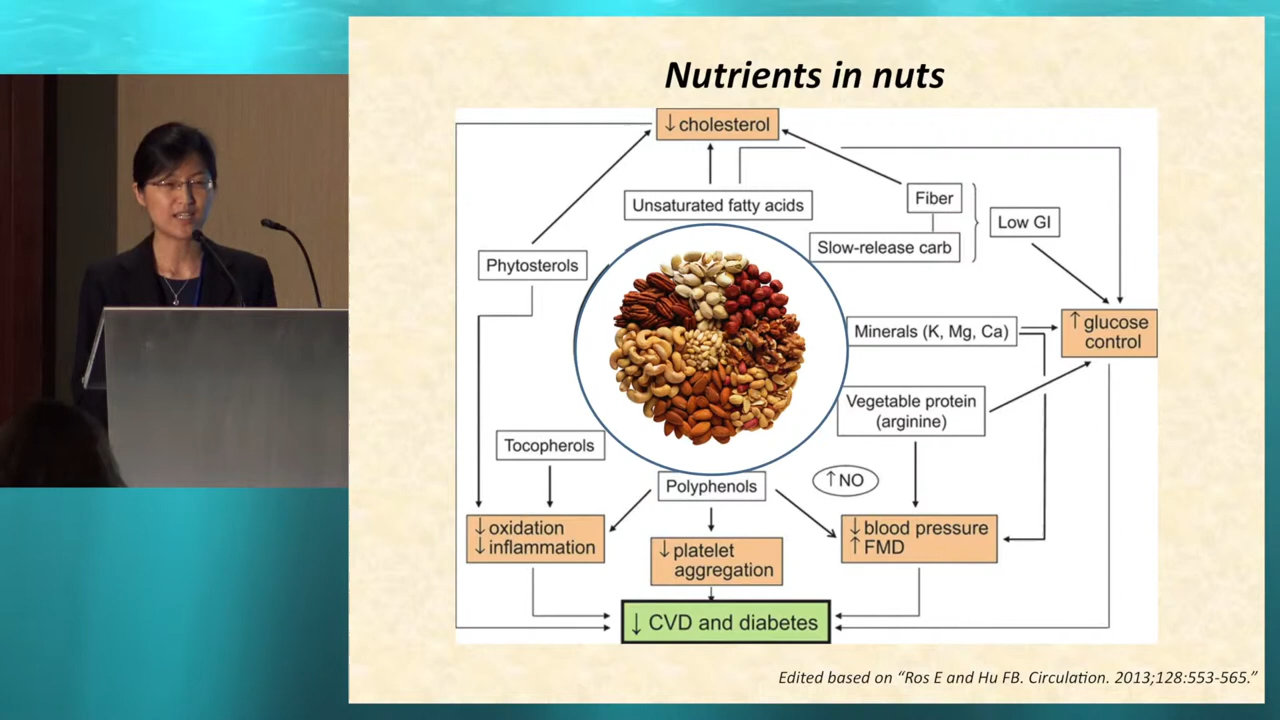 Nutrients in nuts
↓ cholesterol
Unsaturated fatty acids
Fiber
Slow-release carb
Low GI
Phytosterols
Minerals (K, Mg, Ca)
↑ glucose
control
Vegetable protein
(arginine)
Tocopherols
Polyphenols
↑ NO
↓ oxidation
↓ inflammation
↓ platelet
aggregation
↓ blood pressure
↑ FMD
↓ CVD and diabetes
Edited based on “Ros E and Hu FB. Circulation. 2013;128:553-565.”